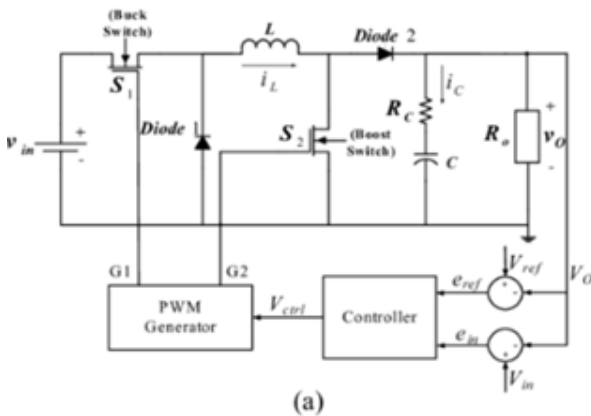 (Buck
Switch)
S1
L
iL
Diode 2
iC
RC
C
Ro
+
vO
-
vin
+
-
Diode 1
S2
(Boost
Switch)
G1
G2
PWM
Generator
Vctrl
Controller
eref
ein
Vref
VO
+
-
+
-
Vin
(a)